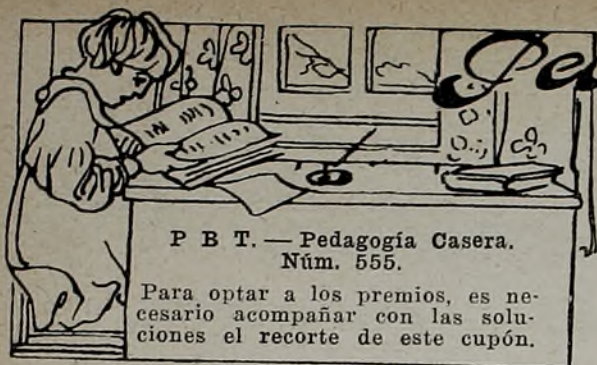 Pe
P B T. — Pedagogía Casera.
Núm. 555.
Para optar a los premios, es ne-
cesario acompañar con las solu-
ciones el recorte de este cupón.